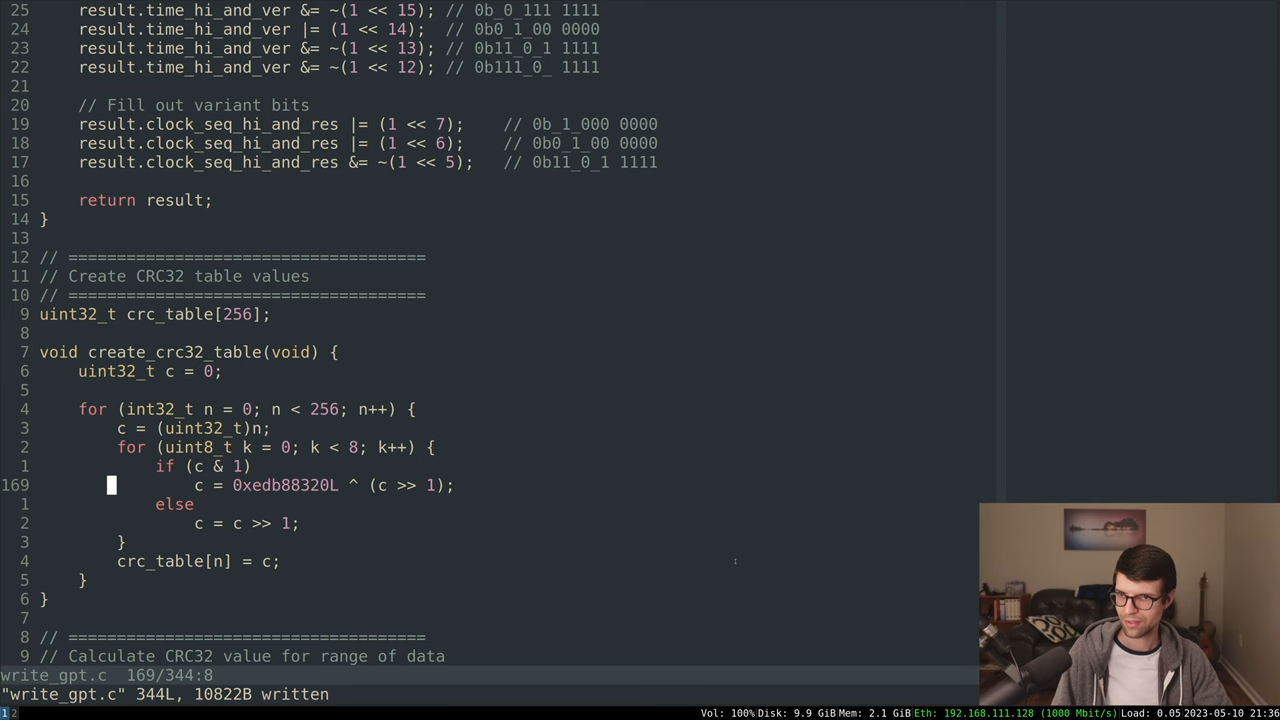 25     result.time_hi_and_ver &= ~(1 << 15); // 0b_0_111 1111
24     result.time_hi_and_ver |= (1 << 14);  // 0b0_1_00 0000
23     result.time_hi_and_ver &= ~(1 << 13); // 0b11_0_1 1111
22     result.time_hi_and_ver &= ~(1 << 12); // 0b111_0_ 1111
21
20     // Fill out variant bits
19     result.clock_seq_hi_and_res |= (1 << 7);    // 0b_1_000 0000
18     result.clock_seq_hi_and_res |= (1 << 6);    // 0b0_1_00 0000
17     result.clock_seq_hi_and_res &= ~(1 << 5);   // 0b11_0_1 1111
16
15     return result;
14 }
13
12 // =====================================
11 // Create CRC32 table values
10 // =====================================
9 uint32_t crc_table[256];
8
7 void create_crc32_table(void) {
6     uint32_t c = 0;
5
4     for (int32_t n = 0; n < 256; n++) {
3         c = (uint32_t)n;
2         for (uint8_t k = 0; k < 8; k++) {
1             if (c & 1)
169                 c = 0xedb88320L ^ (c >> 1);
1             else
2                 c = c >> 1;
3         }
4         crc_table[n] = c;
5     }
6 }
7
8 // =====================================
9 // Calculate CRC32 value for range of data
write_gpt.c  169/344:8
"write_gpt.c" 344L, 10822B written
1 2 Vol: 100% Disk: 9.9 GiB Mem: 2.1 GiB Eth: 192.168.111.128 (1000 Mbit/s) Load: 0.05 2023-05-10 21:36